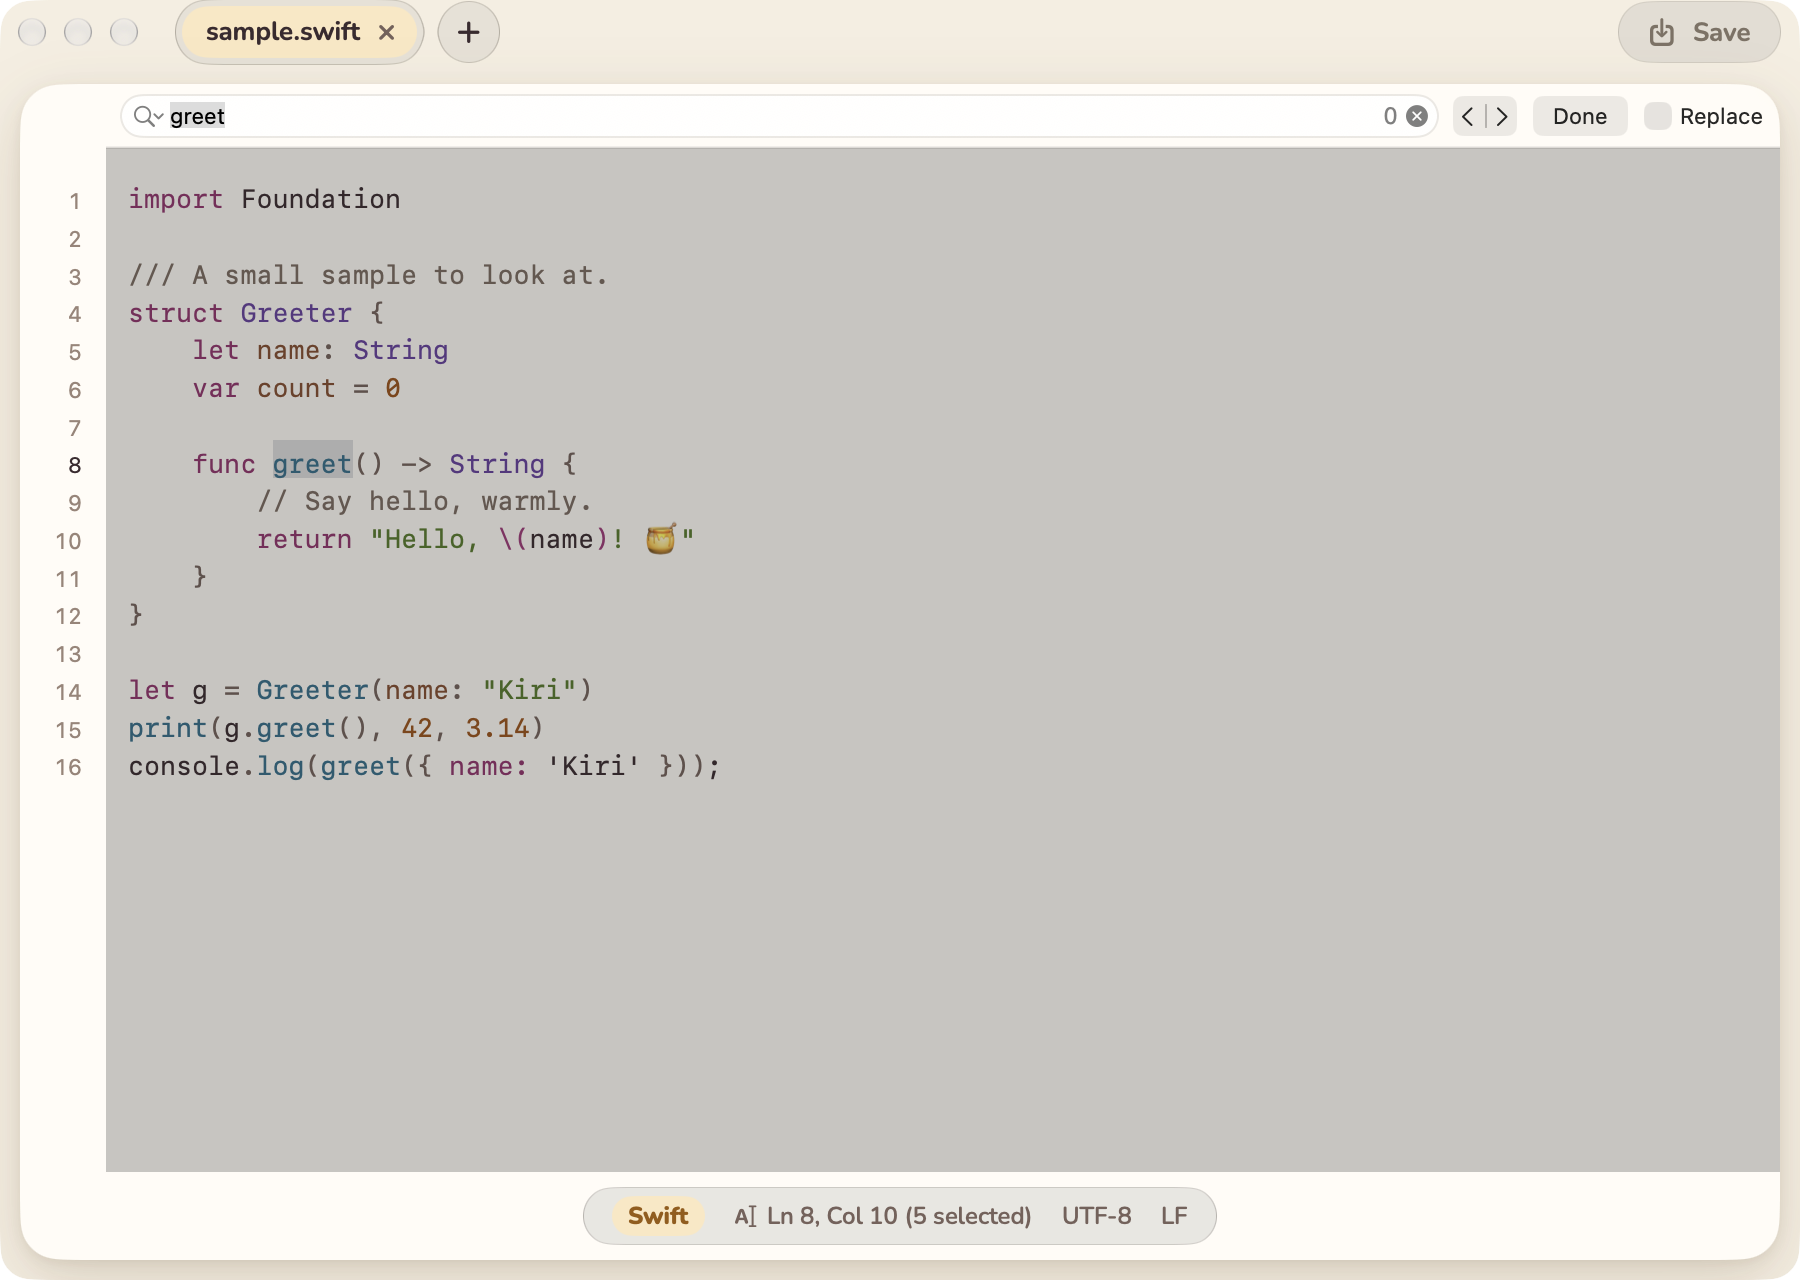 sample.swift
Save
greet 0 Done Replace
1 import Foundation
2
3 /// A small sample to look at.
4 struct Greeter {
5     let name: String
6     var count = 0
7
8     func greet() -> String {
9         // Say hello, warmly.
10         return "Hello, \(name)! 🍯"
11     }
12 }
13
14 let g = Greeter(name: "Kiri")
15 print(g.greet(), 42, 3.14)
16 console.log(greet({ name: 'Kiri' }));
Swift Ln 8, Col 10 (5 selected) UTF-8 LF